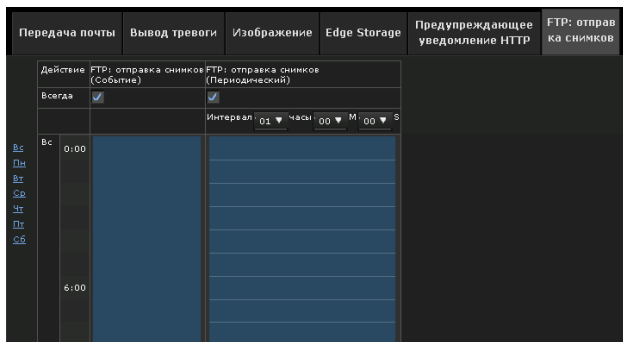 Передача почты Вывод тревоги Изображение Edge Storage Предупреждающее уведомление HTTP FTP: отправ
ка снимков
Действие FTP: отправка снимков (Событие) FTP: отправка снимков (Периодический)
Всегда
Интервал 01 часы 00 M 00 S
Вс 0:00
Вс
Пн
Вт
Ср
Чт
Пт
Сб
6:00